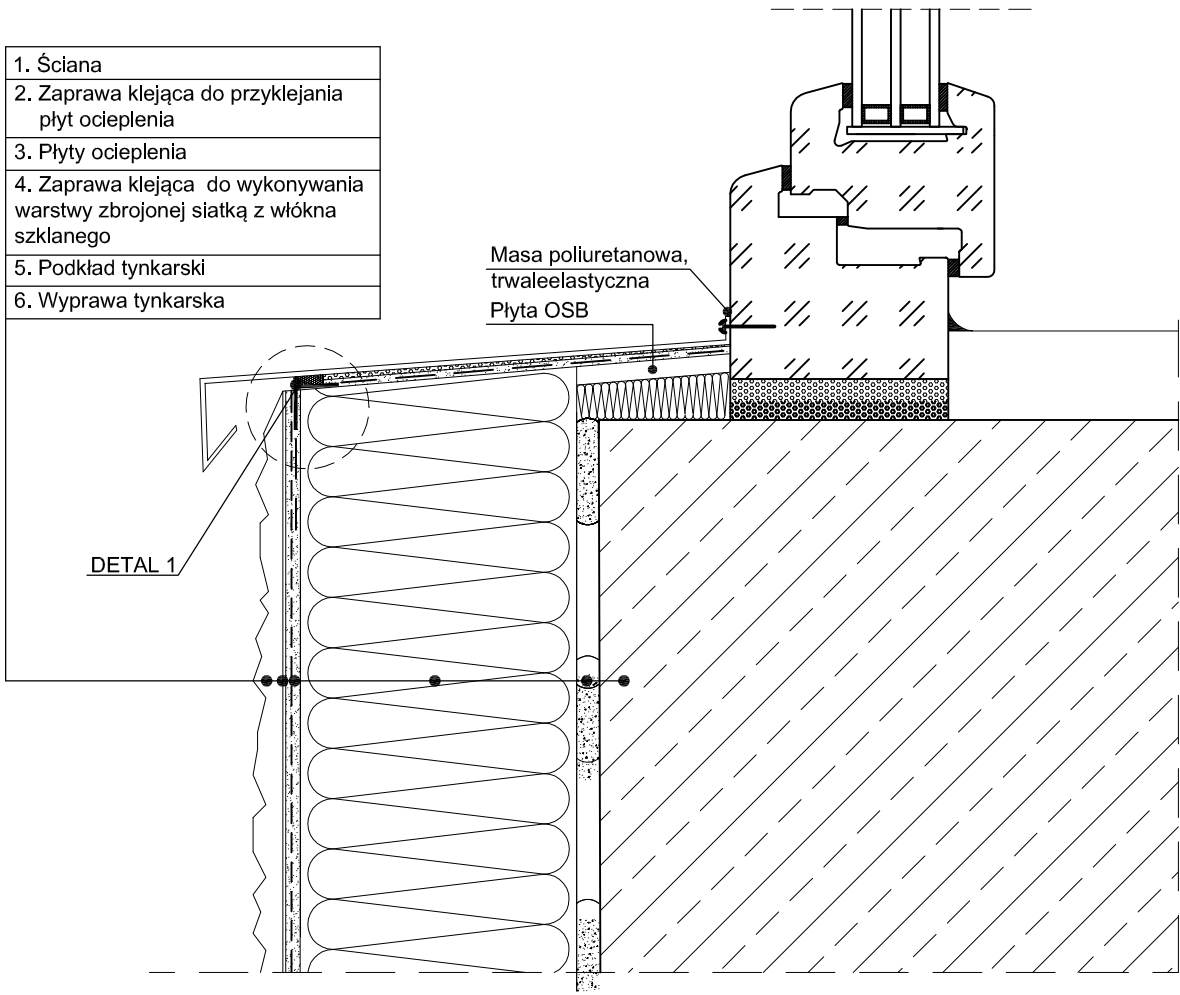 1. Ściana
2. Zaprawa klejąca do przyklejania
płyt ocieplenia
3. Płyty ocieplenia
4. Zaprawa klejąca do wykonywania
warstwy zbrojonej siatką z włókna
szklanego
5. Podkład tynkarski
6. Wyprawa tynkarska
Masa poliuretanowa,
trwaleelastyczna
Płyta OSB
DETAL 1